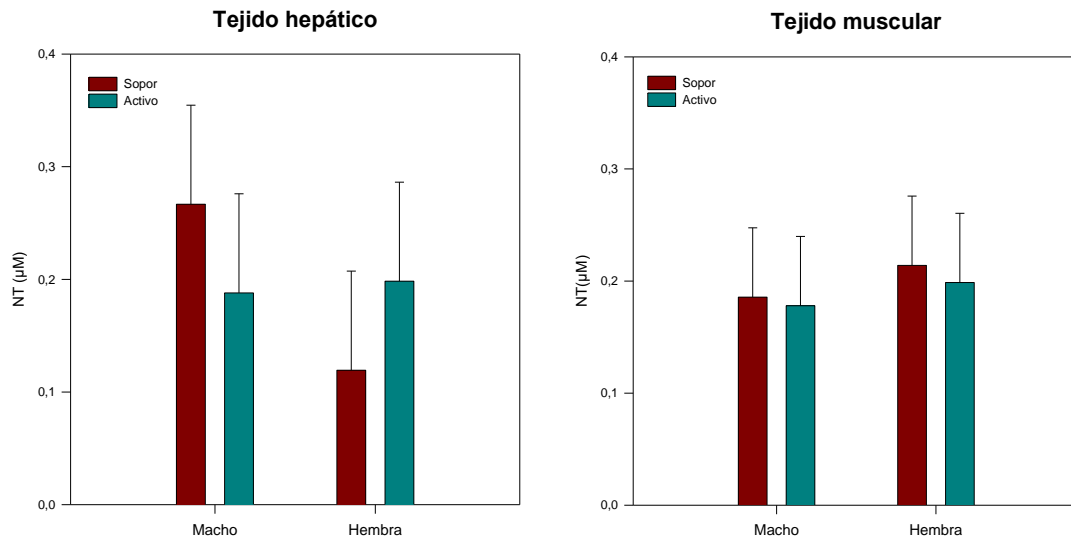 Tejido hepático
0,4
0,3
0,2
0,1
0,0
NT (µM)
Sopor
Activo
Macho
Hembra
Tejido muscular
0,4
0,3
0,2
0,1
0,0
NT(µM)
Sopor
Activo
Macho
Hembra